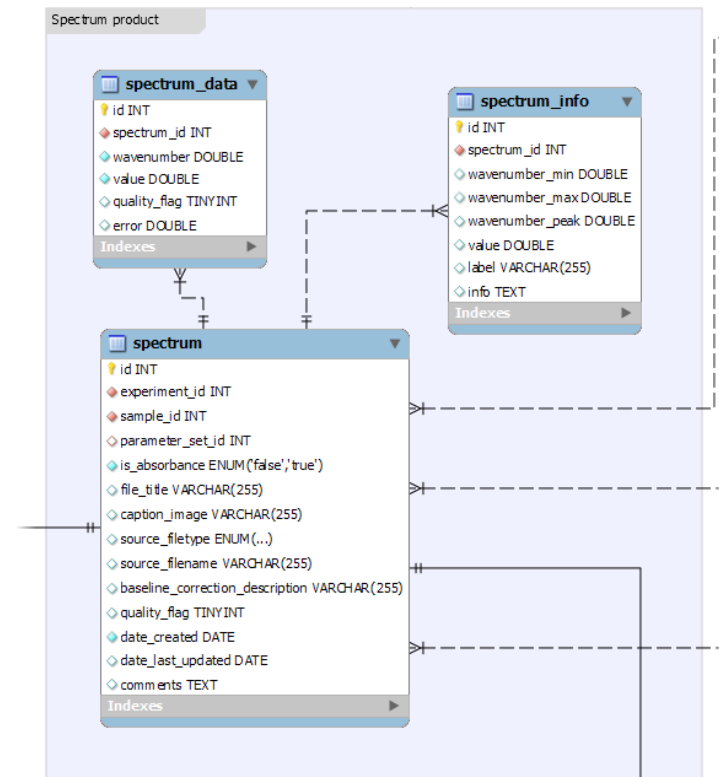 Spectrum product
spectrum_data
id INT
spectrum_id INT
wavenumber DOUBLE
value DOUBLE
quality_flag TINYINT
error DOUBLE
Indexes
spectrum_info
id INT
spectrum_id INT
wavenumber_min DOUBLE
wavenumber_max DOUBLE
wavenumber_peak DOUBLE
value DOUBLE
label VARCHAR(255)
info TEXT
Indexes
spectrum
id INT
experiment_id INT
sample_id INT
parameter_set_id INT
is_absorbance ENUM('false','true')
file_title VARCHAR(255)
caption_image VARCHAR(255)
source_filetype ENUM(...)
source_filename VARCHAR(255)
baseline_correction_description VARCHAR(255)
quality_flag TINYINT
date_created DATE
date_last_updated DATE
comments TEXT
Indexes